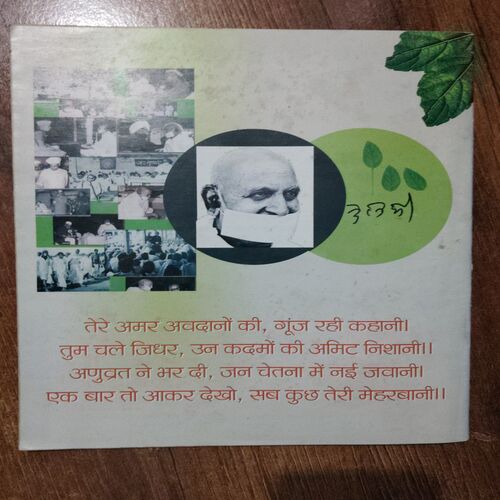 तुलसी
तेरे अमर अवदानों की, गूंज रही कहानी।
तुम चले जिधर, उन कदमों की अमिट निशानी।।
अणुव्रत ने भर दी, जन चेतना में नई जवानी।
एक बार तो आकर देखो, सब कुछ तेरी मेहरबानी।।